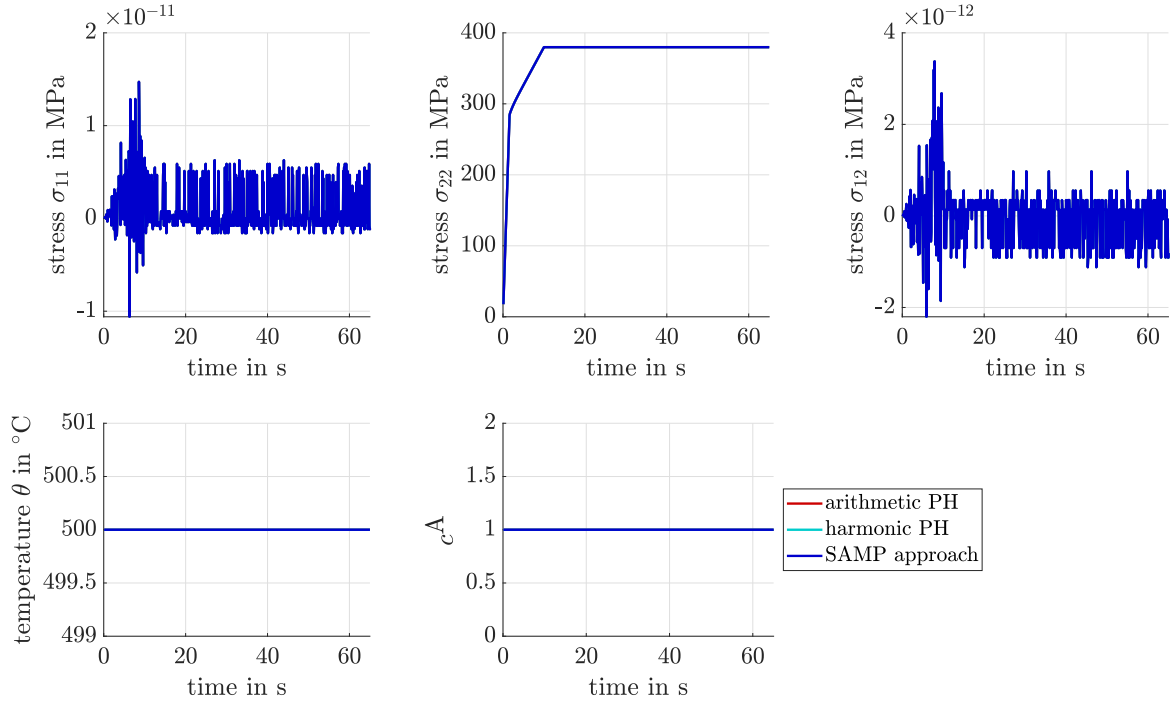 ×10⁻¹¹
2
1
0
-1
stress σ₁₁ in MPa
0 20 40 60
time in s
400
300
200
100
0
stress σ₂₂ in MPa
0 20 40 60
time in s
×10⁻¹²
4
2
0
-2
stress σ₁₂ in MPa
0 20 40 60
time in s
501
500.5
500
499.5
499
temperature θ in °C
0 20 40 60
time in s
2
1.5
1
0.5
0
cᴬ
0 20 40 60
time in s
arithmetic PH
harmonic PH
SAMP approach